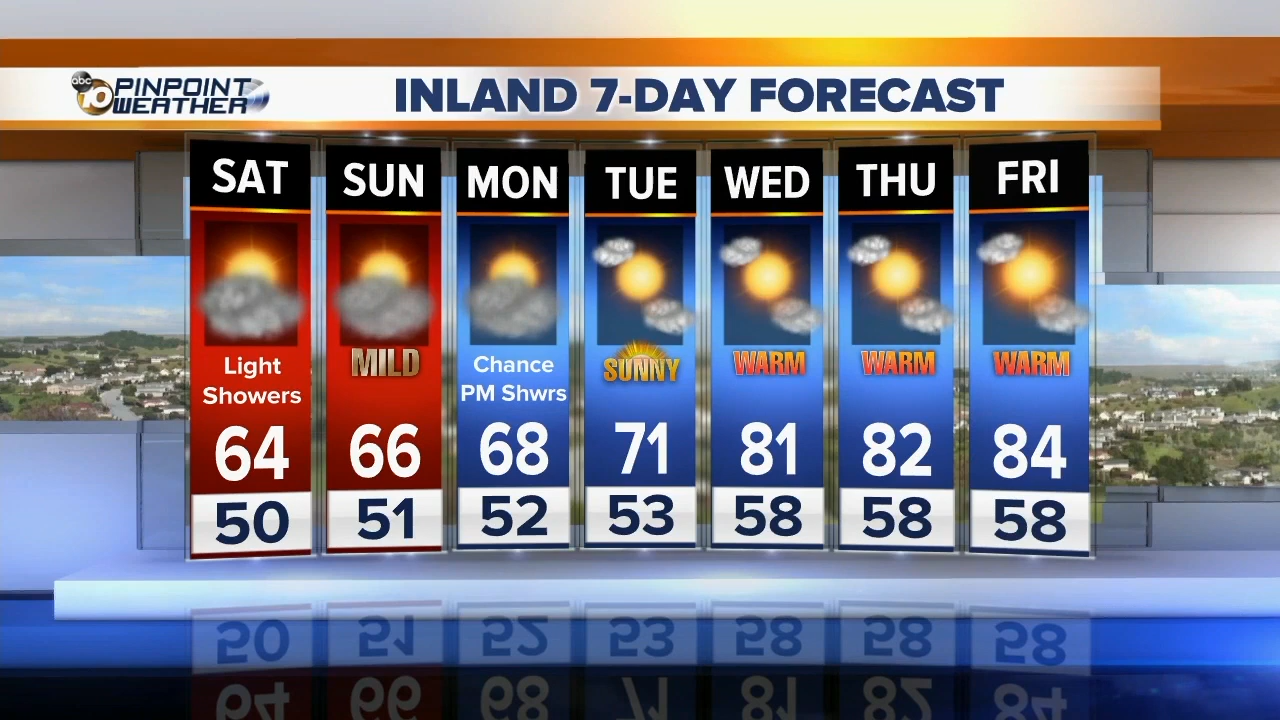 abc
10
PINPOINT
WEATHER
INLAND 7-DAY FORECAST
SAT
Light
Showers
64
50
SUN
MILD
66
51
MON
Chance
PM Shwrs
68
52
TUE
SUNNY
71
53
WED
WARM
81
58
THU
WARM
82
58
FRI
WARM
84
58